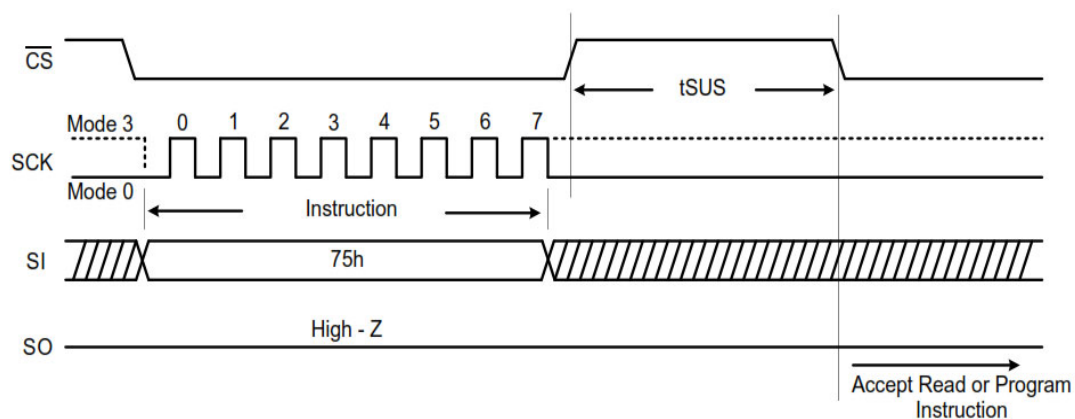 CS
tSUS
Mode 3
0 1 2 3 4 5 6 7
SCK
Mode 0
Instruction
SI
75h
High - Z
SO
Accept Read or Program
Instruction